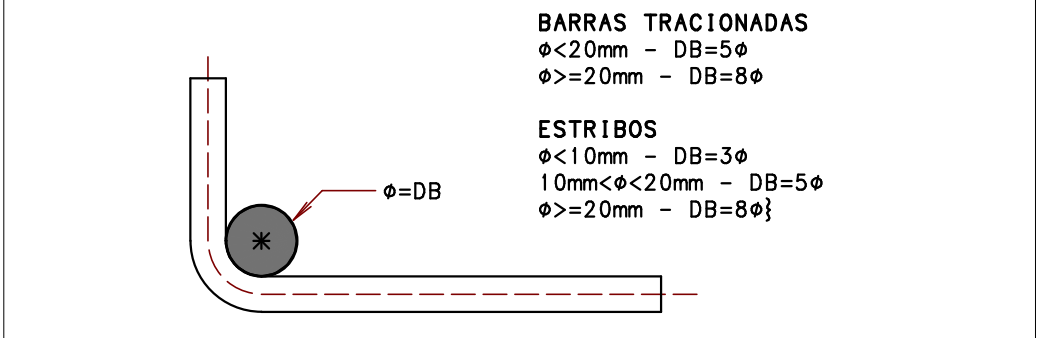 BARRAS TRACIONADAS
φ<20mm - DB=5φ
φ>=20mm - DB=8φ
ESTRIBOS
φ<10mm - DB=3φ
10mm<φ<20mm - DB=5φ
φ>=20mm - DB=8φ}
φ=DB